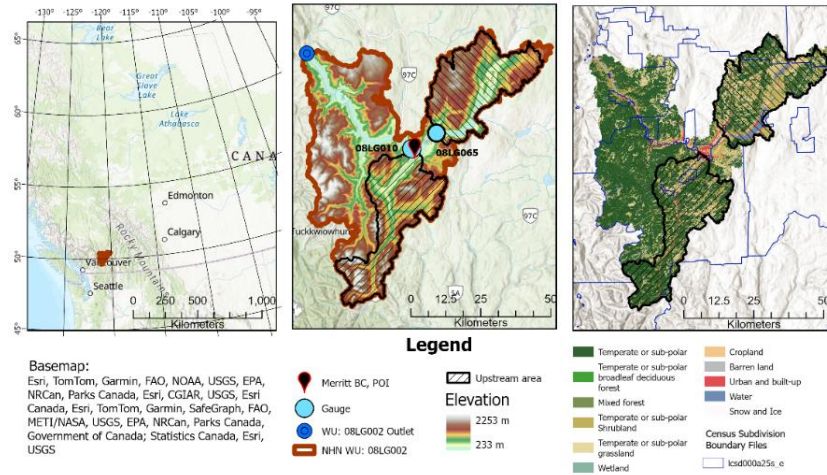 -130° -125° -120° -115° -110° -105° -100° -95°
65°
60°
55°
50°
45°
Great
Bear
Lake
Great
Slave
Lake
Lake
Athabasca
CANA
Edmonton
Calgary
Rocky Mountains
Vancouver
Seattle
0 250 500 1,000
Kilometers
97C
08LG010
08LG065
97C
5A
0 12.5 25 50
Kilometers
0 12.5 25 50
Kilometers
Basemap:
Esri, TomTom, Garmin, FAO, NOAA, USGS, EPA,
NRCan, Parks Canada, Esri, CGIAR, USGS, Esri
Canada, Esri, TomTom, Garmin, SafeGraph, FAO,
METI/NASA, USGS, EPA, NRCan, Parks Canada,
Government of Canada; Statistics Canada, Esri,
USGS
Legend
Merritt BC, POI
Gauge
WU: 08LG002 Outlet
NHN WU: 08LG002
Upstream area
Elevation
2253 m
233 m
Temperate or sub-polar
Temperate or sub-polar
broadleaf deciduous
forest
Mixed forest
Temperate or sub-polar
Shrubland
Temperate or sub-polar
grassland
Wetland
Cropland
Barren land
Urban and built-up
Water
Snow and Ice
Census Subdivision
Boundary Files
lcsd000a25s_e